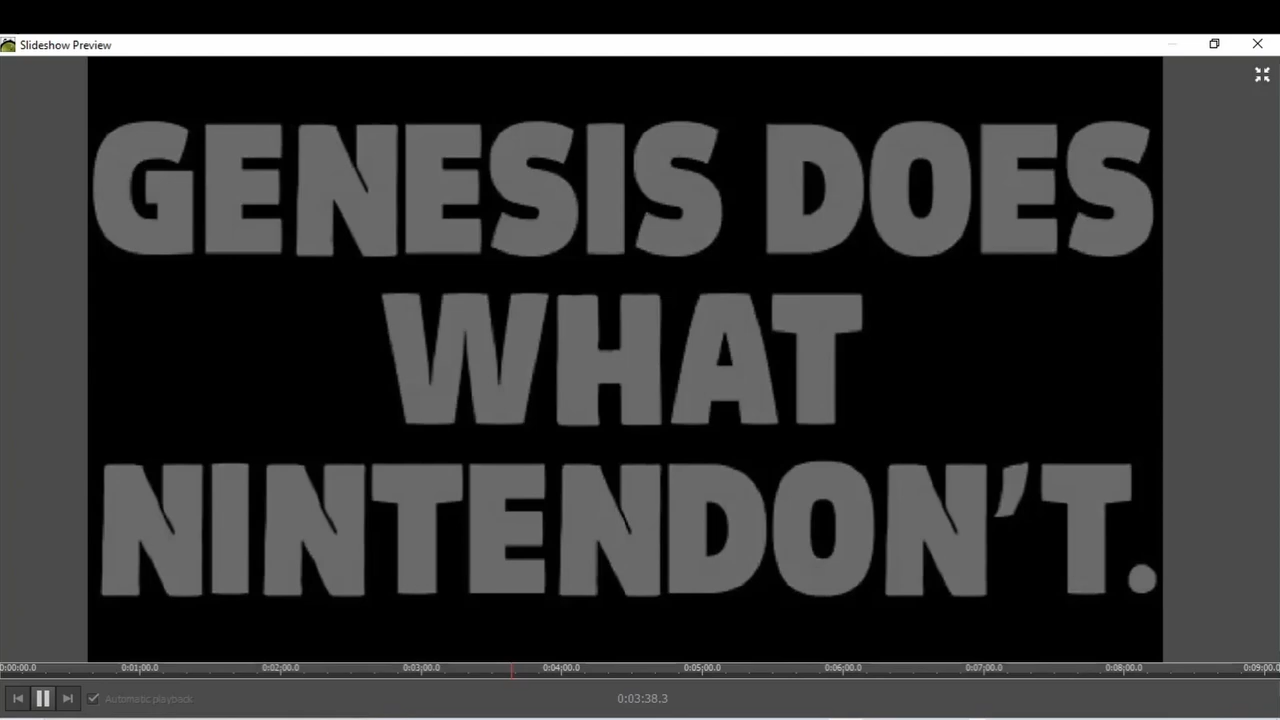 Slideshow Preview
GENESIS DOES
WHAT
NINTENDON’T.
0:00:00.0 0:01;00.0 0:02;00.0 0:03;00.0 0:04;00.0 0:05;00.0 0:06;00.0 0:07;00.0 0:08;00.0 0:09:00.0
Automatic playback 0:03:38.3